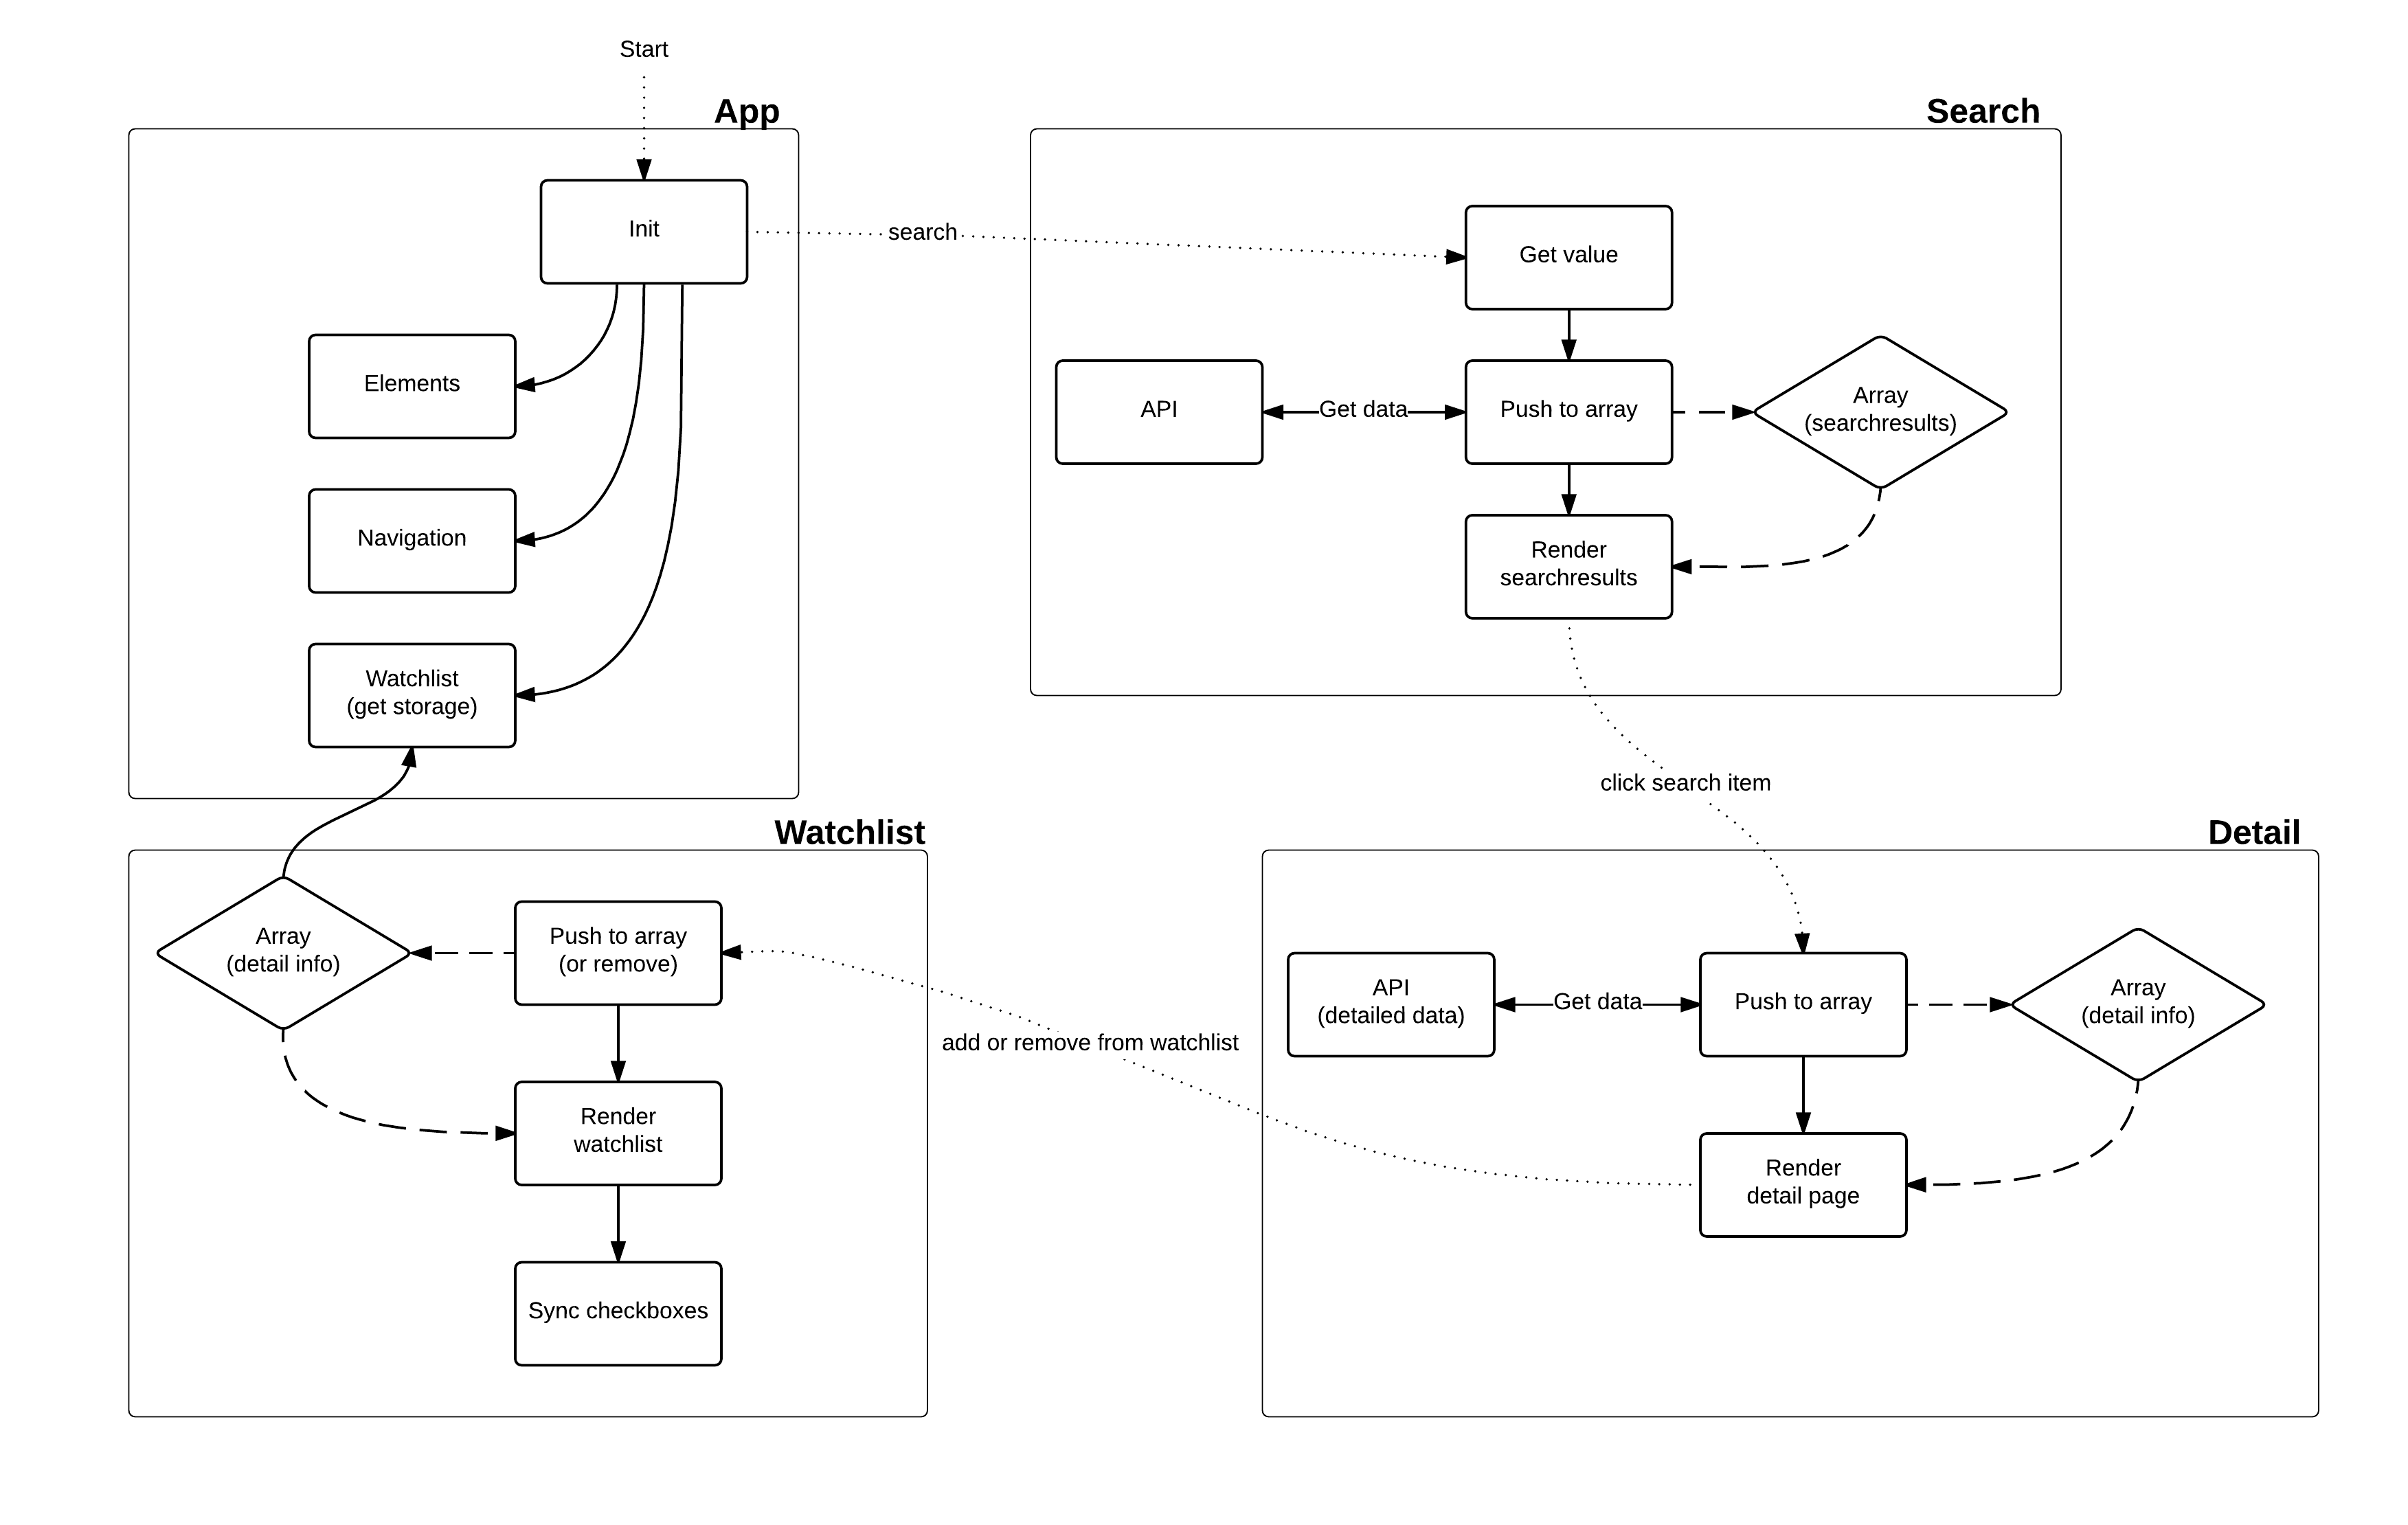 Start
App
Init
Elements
Navigation
Watchlist
(get storage)
search
Search
Get value
API
Get data
Push to array
Array
(searchresults)
Render
searchresults
click search item
Watchlist
Array
(detail info)
Push to array
(or remove)
Render
watchlist
Sync checkboxes
add or remove from watchlist
Detail
API
(detailed data)
Get data
Push to array
Array
(detail info)
Render
detail page